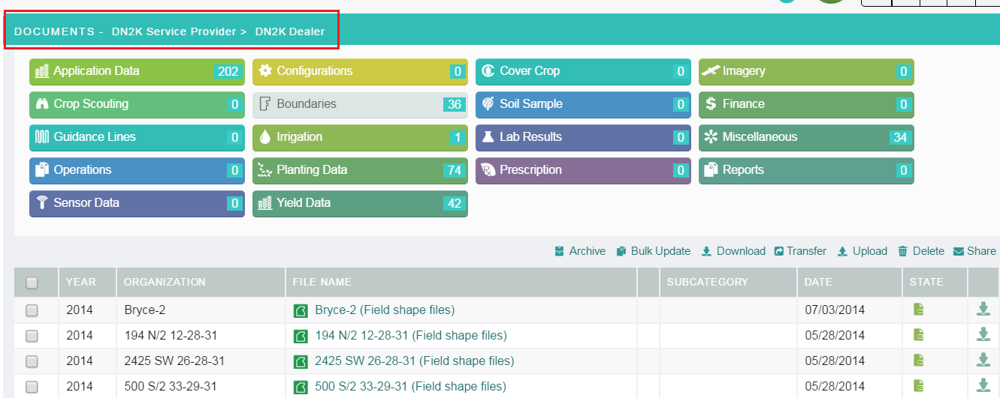 DOCUMENTS - DN2K Service Provider > DN2K Dealer
Application Data 202 Configurations 0 Cover Crop 0 Imagery 0
Crop Scouting 0 Boundaries 36 Soil Sample 0 Finance 0
Guidance Lines 0 Irrigation 1 Lab Results 0 Miscellaneous 34
Operations 0 Planting Data 74 Prescription 0 Reports 0
Sensor Data 0 Yield Data 42
Archive Bulk Update Download Transfer Upload Delete Share
YEAR ORGANIZATION FILE NAME SUBCATEGORY DATE STATE
2014 Bryce-2 Bryce-2 (Field shape files) 07/03/2014
2014 194 N/2 12-28-31 194 N/2 12-28-31 (Field shape files) 05/28/2014
2014 2425 SW 26-28-31 2425 SW 26-28-31 (Field shape files) 05/28/2014
2014 500 S/2 33-29-31 500 S/2 33-29-31 (Field shape files) 05/28/2014